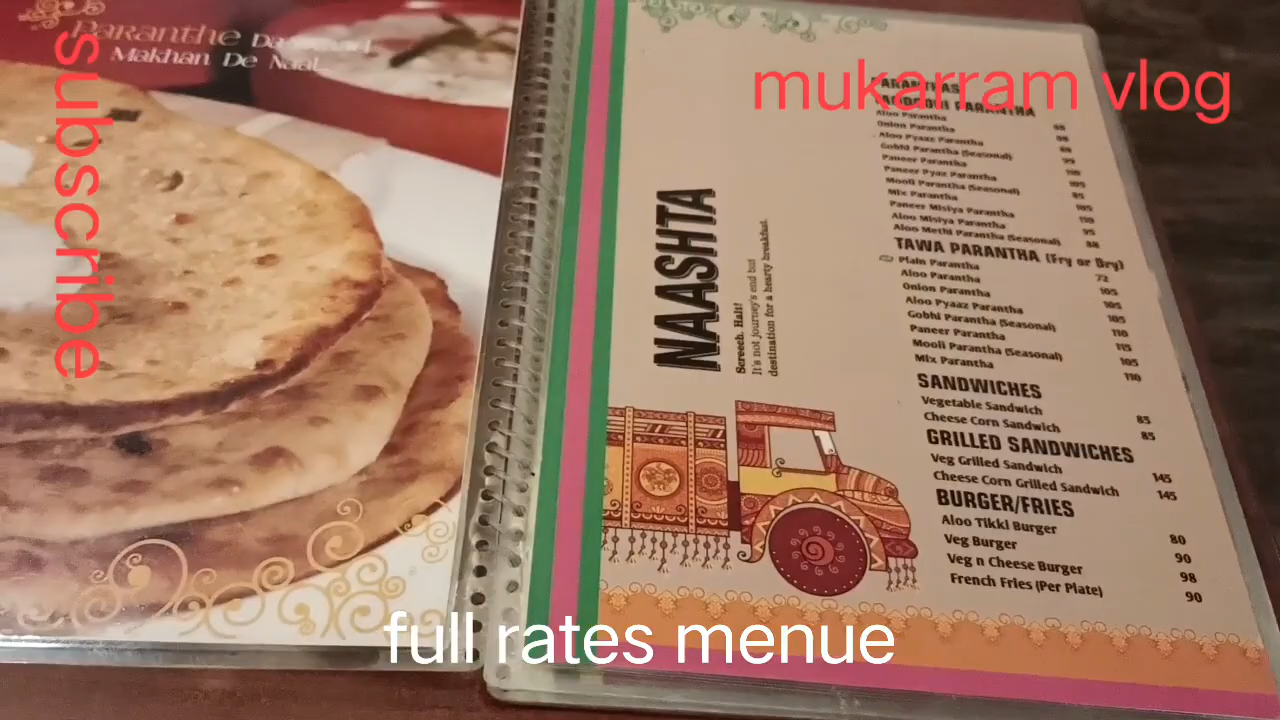 subscribe
Paranthe
Makhan De Naal...
mukarram vlog
NAASHTA
Screech. Halt!
It's not journey's end but
destination for a hearty breakfast.
PARANTHAS
PARANTHA
Aloo Parantha
Onion Parantha
Aloo Pyaaz Parantha
Gobhi Parantha (Seasonal)
Paneer Parantha
Paneer Pyaz Parantha
Mooli Parantha (Seasonal)
Mix Parantha
Paneer Misiya Parantha
Aloo Misiya Parantha
Aloo Methi Parantha (Seasonal)
TAWA PARANTHA (Fry or Dry)
Plain Parantha 72
Aloo Parantha 105
Onion Parantha 105
Aloo Pyaaz Parantha 105
Gobhi Parantha (Seasonal) 110
Paneer Parantha 115
Mooli Parantha (Seasonal) 105
Mix Parantha 110
SANDWICHES
Vegetable Sandwich 85
Cheese Corn Sandwich 85
GRILLED SANDWICHES
Veg Grilled Sandwich 145
Cheese Corn Grilled Sandwich 145
BURGER/FRIES
Aloo Tikki Burger 80
Veg Burger 90
Veg n Cheese Burger 98
French Fries (Per Plate) 90
full rates menue